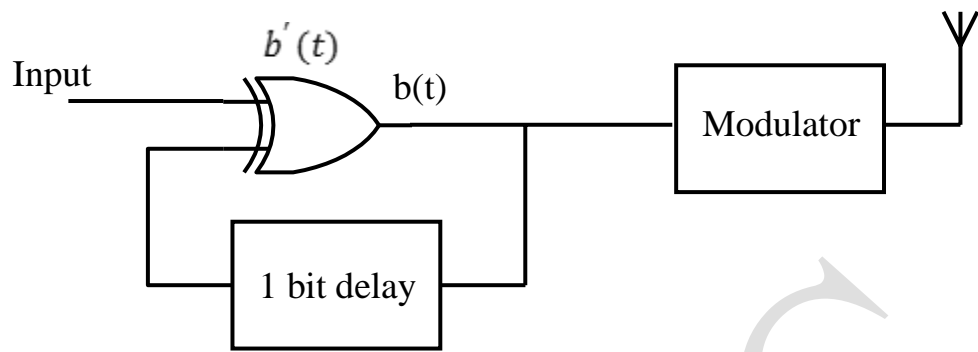 b′(t)
Input
b(t)
Modulator
1 bit delay